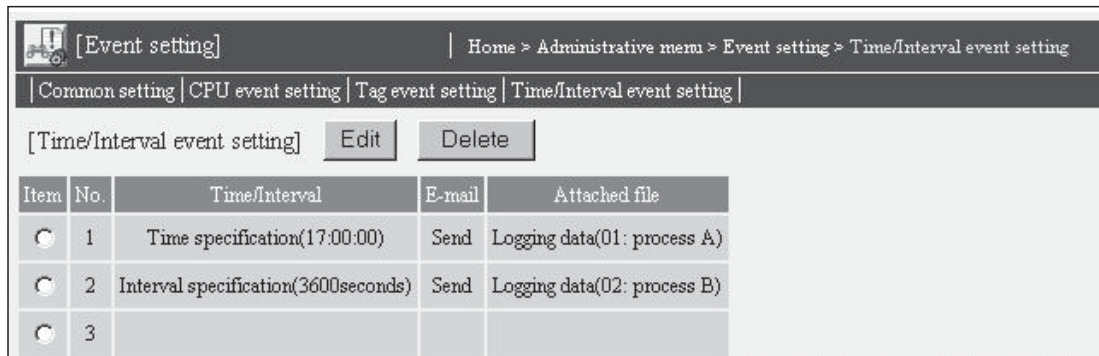 [Event setting] | Home > Administrative menu > Event setting > Time/Interval event setting
| Common setting | CPU event setting | Tag event setting | Time/Interval event setting |
[Time/Interval event setting] Edit Delete
Item No. Time/Interval E-mail Attached file
1 Time specification(17:00:00) Send Logging data(01: process A)
2 Interval specification(3600seconds) Send Logging data(02: process B)
3